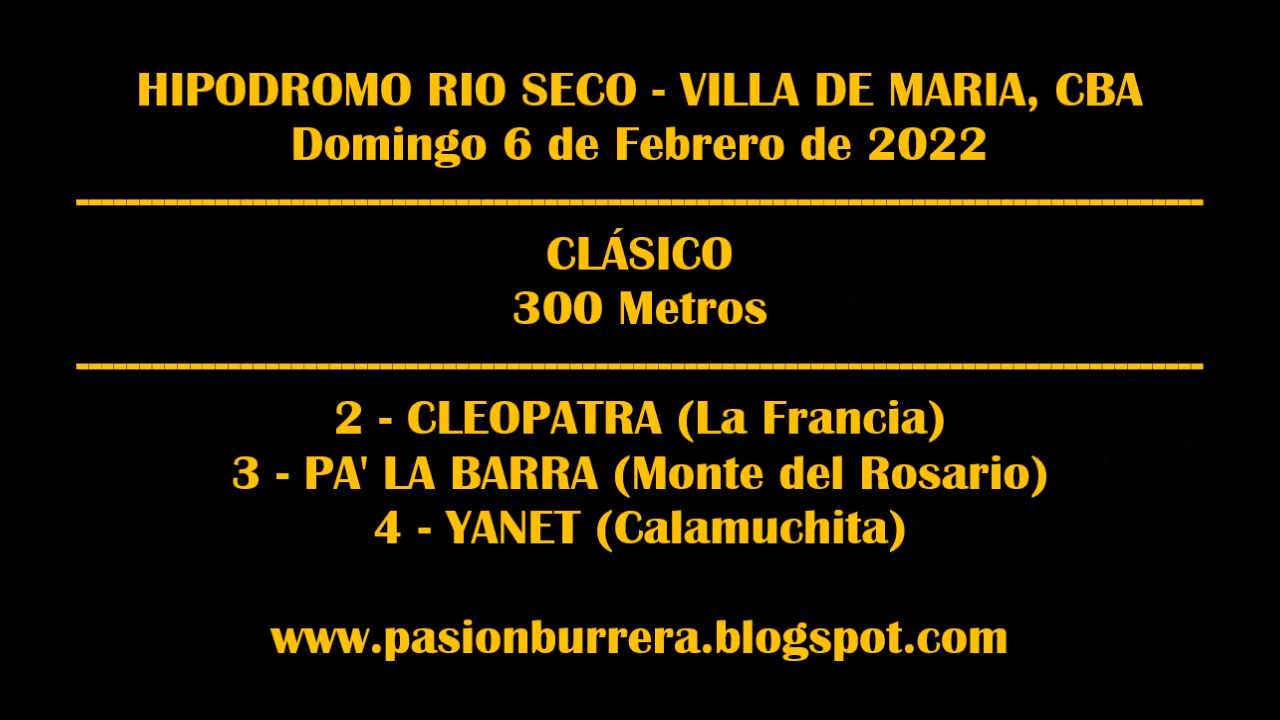 HIPODROMO RIO SECO - VILLA DE MARIA, CBA
Domingo 6 de Febrero de 2022
--------------------------------------------------------------------------------
CLÁSICO
300 Metros
--------------------------------------------------------------------------------
2 - CLEOPATRA (La Francia)
3 - PA' LA BARRA (Monte del Rosario)
4 - YANET (Calamuchita)
www.pasionburrera.blogspot.com